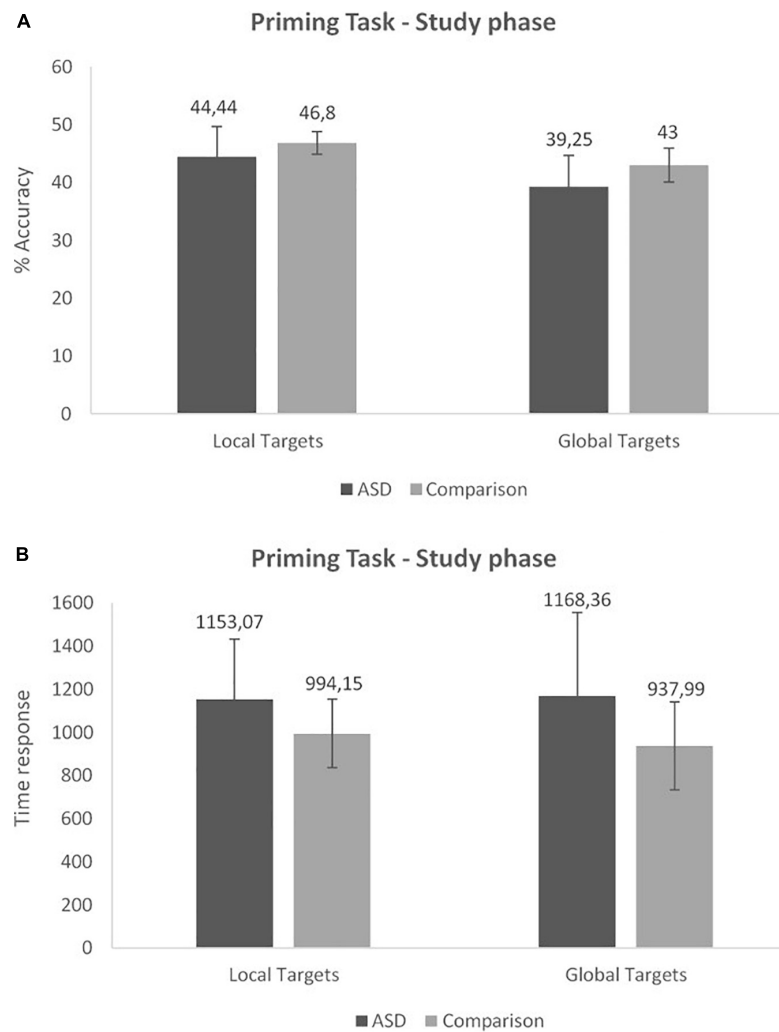 A
Priming Task - Study phase
60
50
40
30
20
10
0
% Accuracy
44,44
46,8
39,25
43
Local Targets
Global Targets
ASD
Comparison
B
Priming Task - Study phase
1600
1400
1200
1000
800
600
400
200
0
Time response
1153,07
994,15
1168,36
937,99
Local Targets
Global Targets
ASD
Comparison